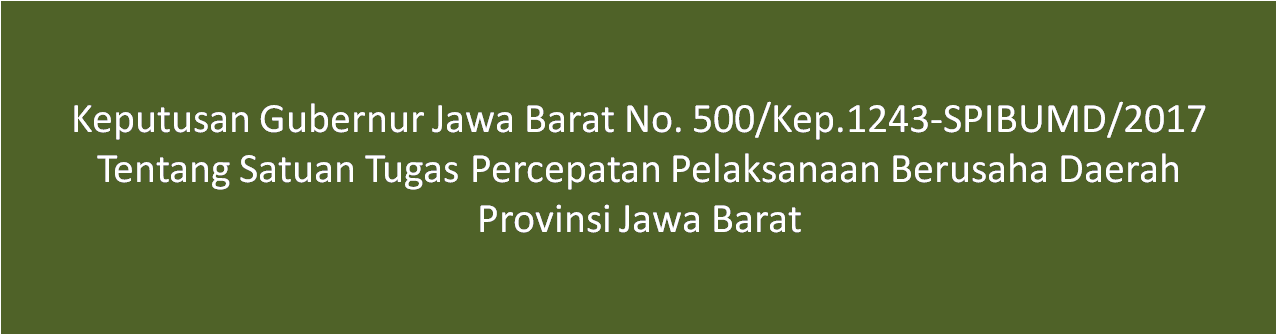 Keputusan Gubernur Jawa Barat No. 500/Kep.1243-SPIBUMD/2017
Tentang Satuan Tugas Percepatan Pelaksanaan Berusaha Daerah
Provinsi Jawa Barat